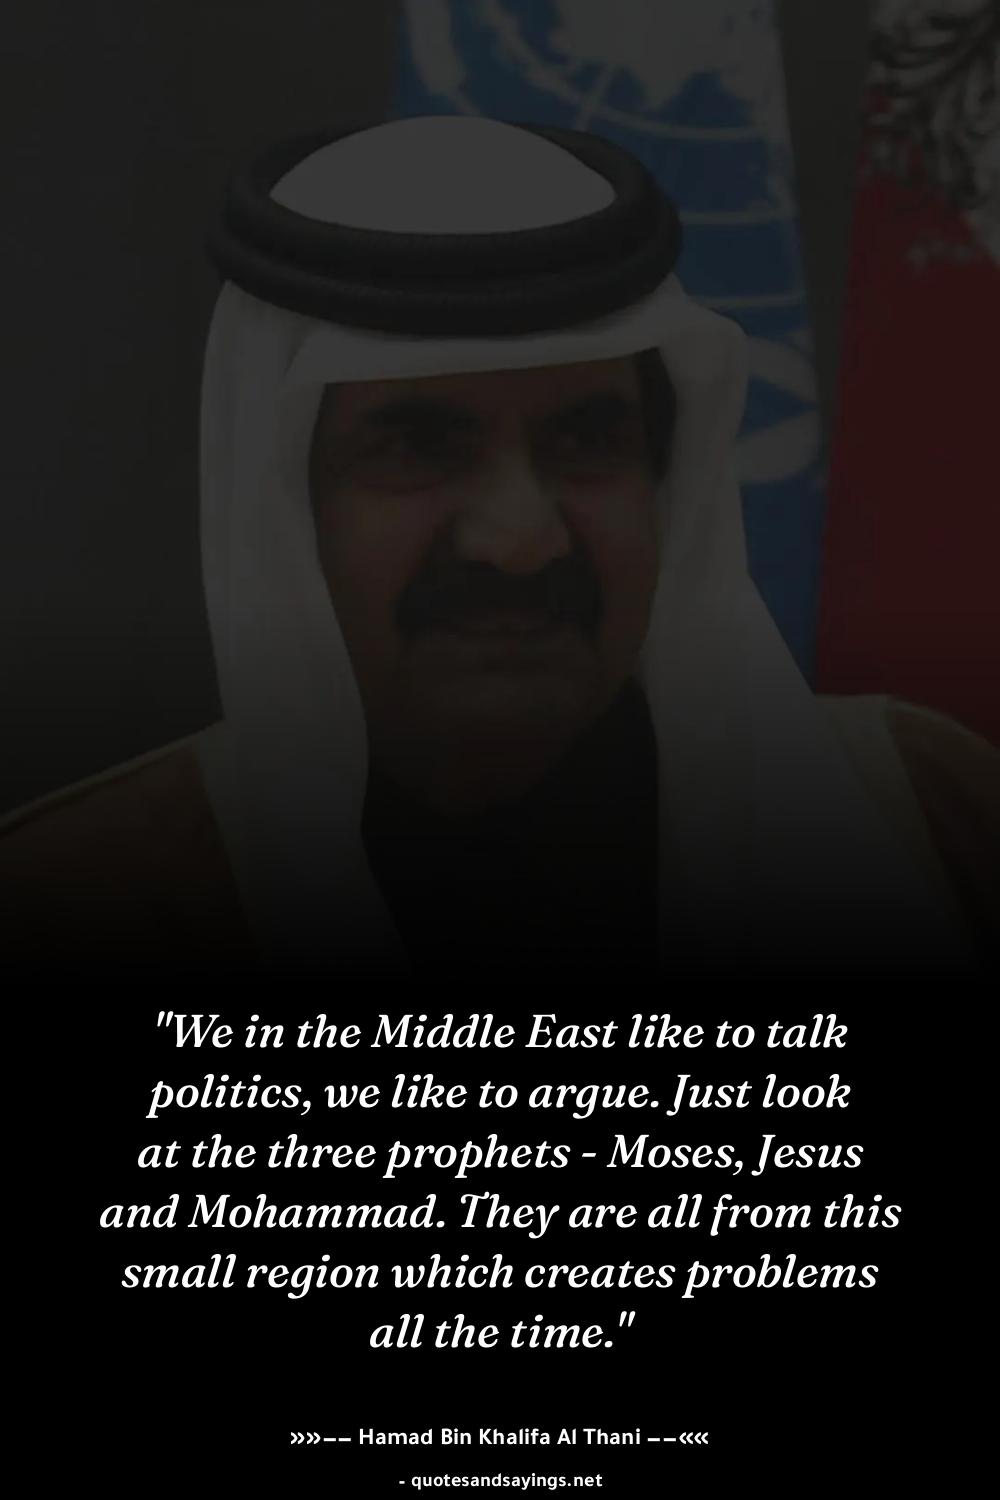 "We in the Middle East like to talk
politics, we like to argue. Just look
at the three prophets - Moses, Jesus
and Mohammad. They are all from this
small region which creates problems
all the time."
»»–– Hamad Bin Khalifa Al Thani ––««
- quotesandsayings.net